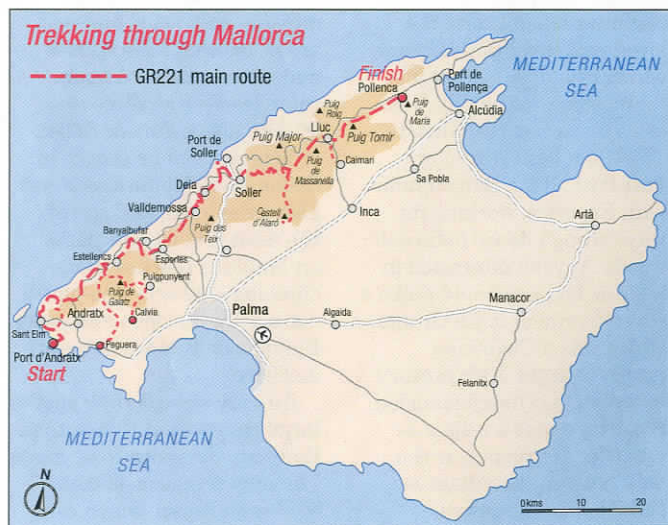 Trekking through Mallorca
GR221 main route
MEDITERRANEAN
SEA
Finish
Pollenca
Port de
Pollença
Puig
Roig
Puig
de
Maria
Alcúdia
Lluc
Puig Major
Puig Tomir
Port de
Soller
Puig
de
Massanella
Caimari
Sa Pobla
Soller
Deia
Valldemossa
Castell
d'Alaró
Inca
Artà
Puig des
Teix
Banyalbufar
Estellencs
Esporles
Puigpunyent
Puig de
Galatz
Manacor
Palma
Andratx
Calvia
Algaida
Sant Elm
Peguera
Port d'Andratx
Start
Felanitx
MEDITERRANEAN
SEA
N
0 kms 10 20